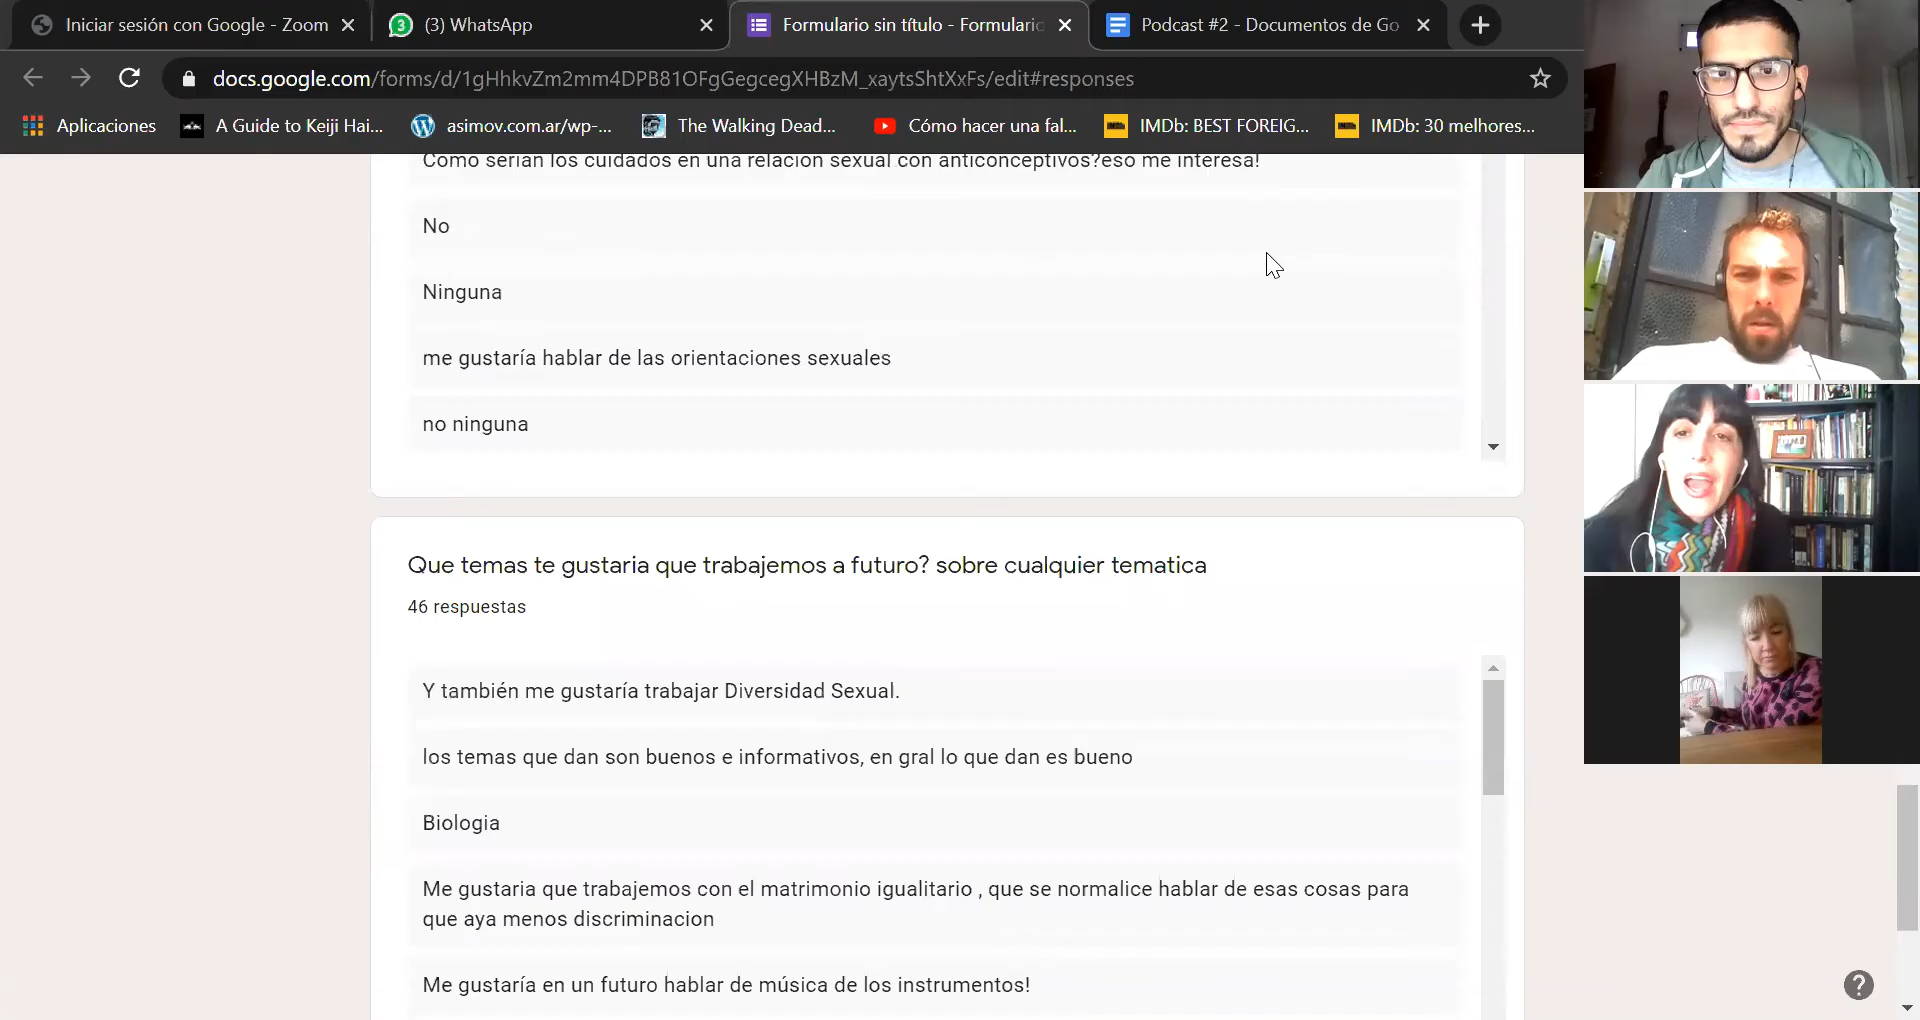 Iniciar sesión con Google - Zoom
(3) WhatsApp
Formulario sin título - Formulario
Podcast #2 - Documentos de Go
docs.google.com/forms/d/1gHhkvZm2mm4DPB81OFgGegcegXHBzM_xaytsShtXxFs/edit#responses
Aplicaciones
A Guide to Keiji Hai...
asimov.com.ar/wp-...
The Walking Dead...
Cómo hacer una fal...
IMDb: BEST FOREIG...
IMDb: 30 melhores...
Como serian los cuidados en una relacion sexual con anticonceptivos?eso me interesa!
No
Ninguna
me gustaría hablar de las orientaciones sexuales
no ninguna
Que temas te gustaria que trabajemos a futuro? sobre cualquier tematica
46 respuestas
Y también me gustaría trabajar Diversidad Sexual.
los temas que dan son buenos e informativos, en gral lo que dan es bueno
Biologia
Me gustaria que trabajemos con el matrimonio igualitario , que se normalice hablar de esas cosas para
que aya menos discriminacion
Me gustaría en un futuro hablar de música de los instrumentos!